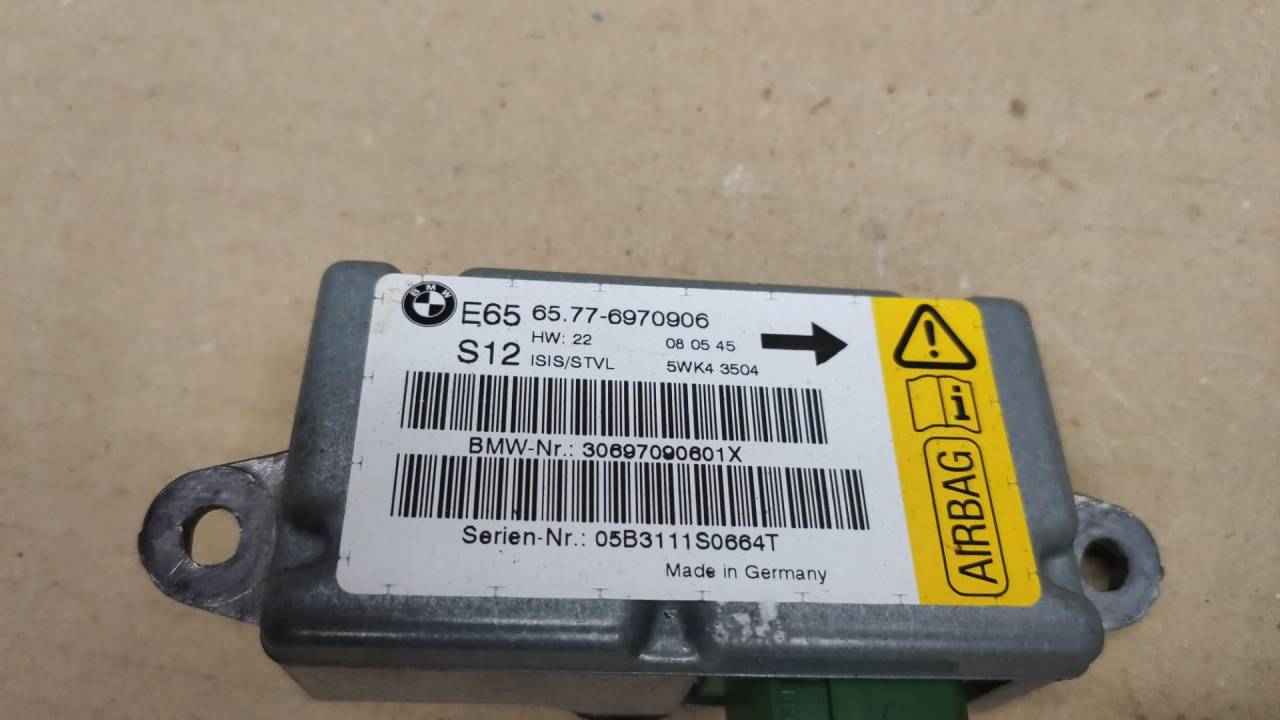 BMW
E65 65.77-6970906
HW: 22 08 05 45
S12 ISIS/STVL 5WK4 3504
BMW-Nr.: 30697090601X
Serien-Nr.: 05B3111S0664T
Made in Germany
!
i
AIRBAG